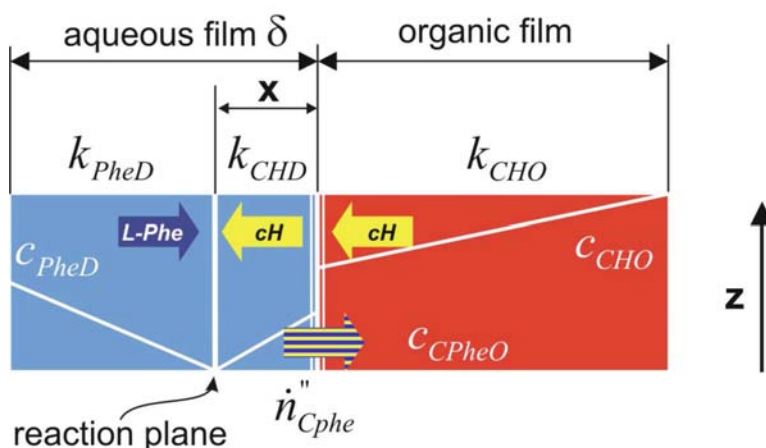 aqueous film δ
organic film
x
k_PheD
k_CHD
k_CHO
L-Phe
cH
cH
c_PheD
c_CHO
z
c_CPheO
ṅ"_Cphe
reaction plane